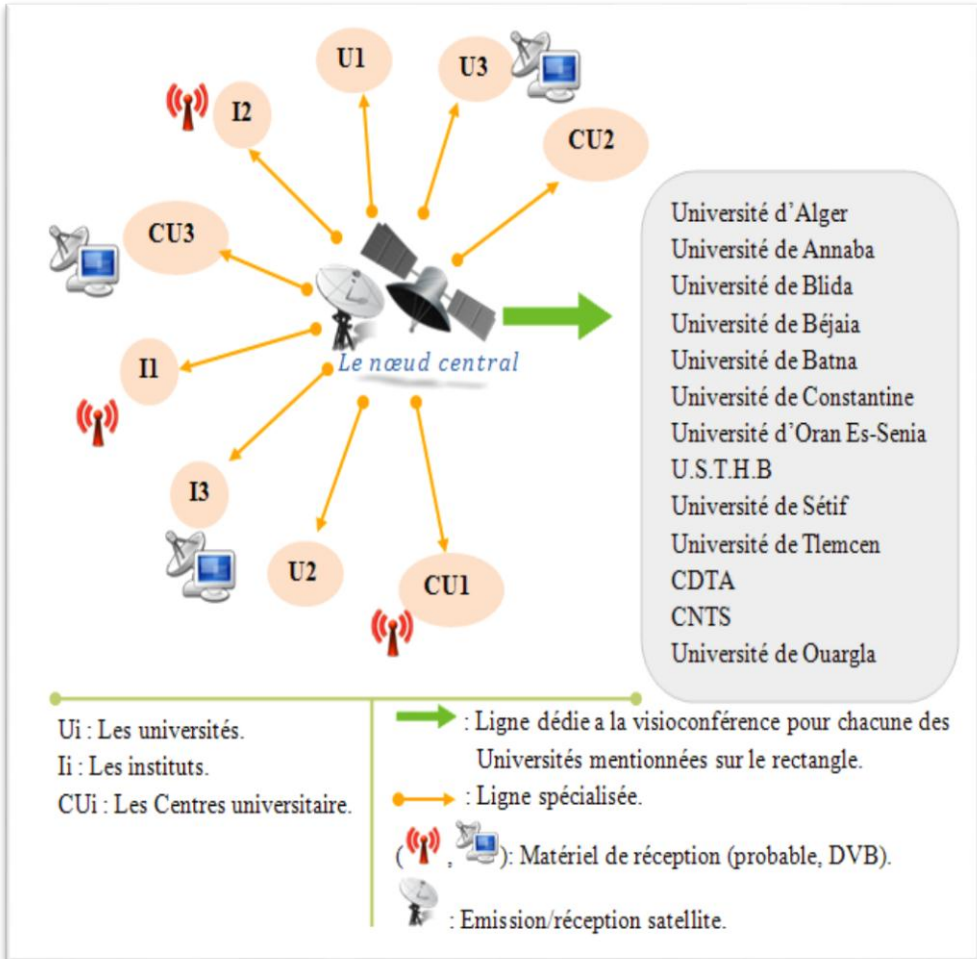 U1
U3
I2
CU2
CU3
Le nœud central
I1
I3
U2
CU1
Université d'Alger
Université de Annaba
Université de Blida
Université de Béjaia
Université de Batna
Université de Constantine
Université d'Oran Es-Senia
U.S.T.H.B
Université de Sétif
Université de Tlemcen
CDTA
CNTS
Université de Ouargla
Ui : Les universités.
Ii : Les instituts.
CUi : Les Centres universitaire.
: Ligne dédie a la visioconférence pour chacune des
Universités mentionnées sur le rectangle.
: Ligne spécialisée.
( , ): Matériel de réception (probable, DVB).
: Emission/réception satellite.